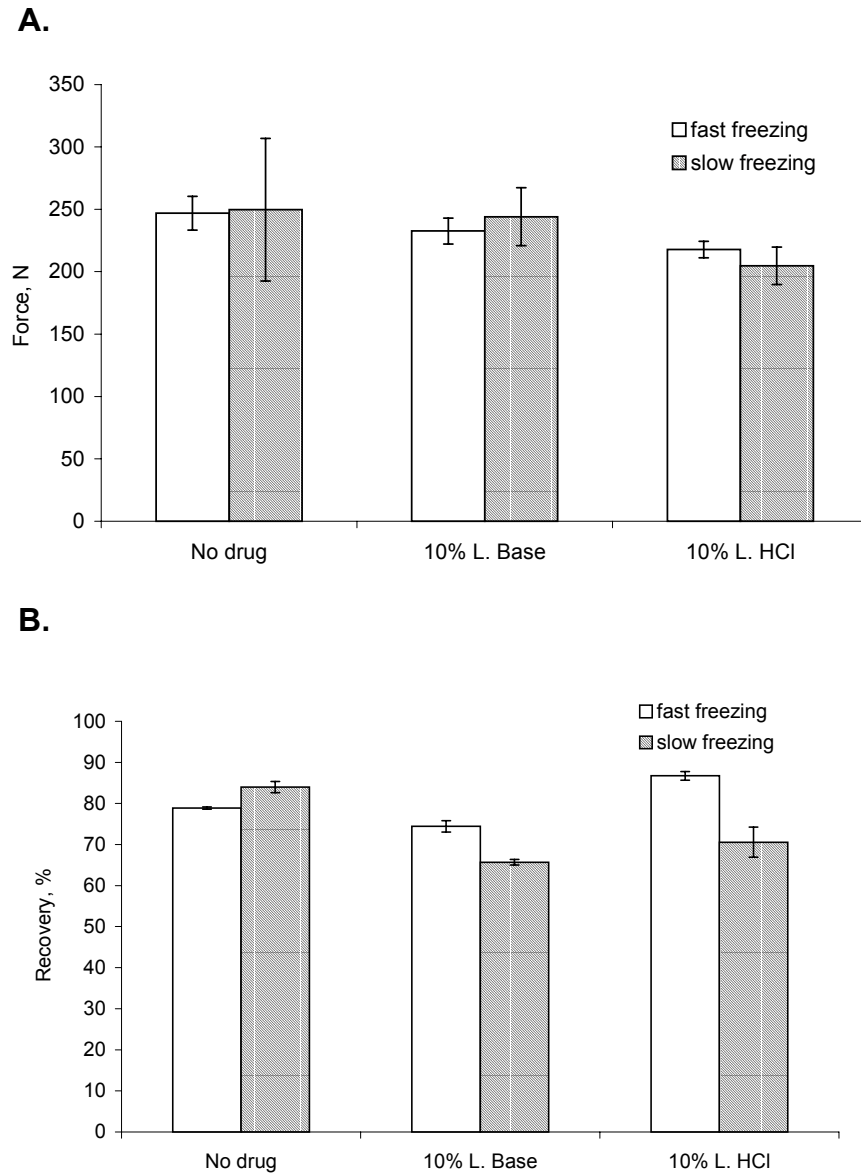 A.
350
300
250
200
150
100
50
0
Force, N
fast freezing
slow freezing
No drug 10% L. Base 10% L. HCl
B.
100
90
80
70
60
50
40
30
20
10
0
Recovery, %
fast freezing
slow freezing
No drug 10% L. Base 10% L. HCl